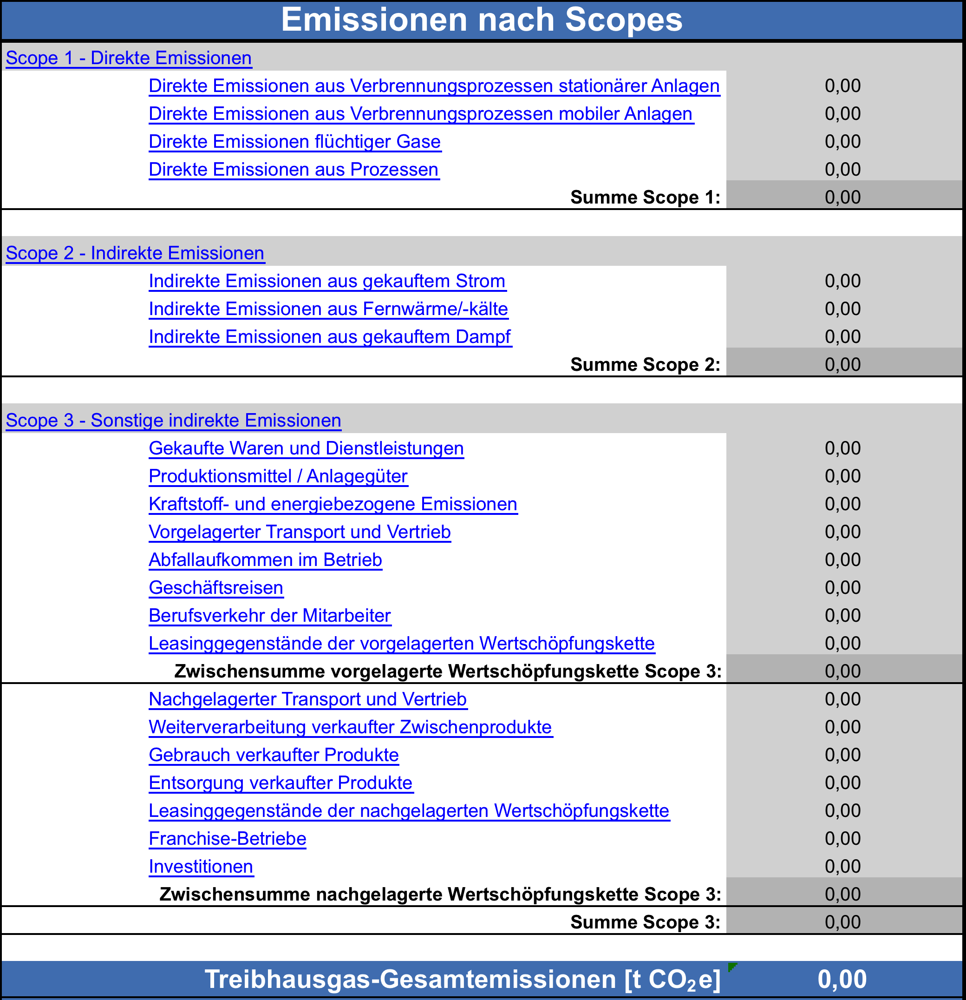 Emissionen nach Scopes
Scope 1 - Direkte Emissionen
Direkte Emissionen aus Verbrennungsprozessen stationärer Anlagen 0,00
Direkte Emissionen aus Verbrennungsprozessen mobiler Anlagen 0,00
Direkte Emissionen flüchtiger Gase 0,00
Direkte Emissionen aus Prozessen 0,00
Summe Scope 1: 0,00
Scope 2 - Indirekte Emissionen
Indirekte Emissionen aus gekauftem Strom 0,00
Indirekte Emissionen aus Fernwärme/-kälte 0,00
Indirekte Emissionen aus gekauftem Dampf 0,00
Summe Scope 2: 0,00
Scope 3 - Sonstige indirekte Emissionen
Gekaufte Waren und Dienstleistungen 0,00
Produktionsmittel / Anlagegüter 0,00
Kraftstoff- und energiebezogene Emissionen 0,00
Vorgelagerter Transport und Vertrieb 0,00
Abfallaufkommen im Betrieb 0,00
Geschäftsreisen 0,00
Berufsverkehr der Mitarbeiter 0,00
Leasinggegenstände der vorgelagerten Wertschöpfungskette 0,00
Zwischensumme vorgelagerte Wertschöpfungskette Scope 3: 0,00
Nachgelagerter Transport und Vertrieb 0,00
Weiterverarbeitung verkaufter Zwischenprodukte 0,00
Gebrauch verkaufter Produkte 0,00
Entsorgung verkaufter Produkte 0,00
Leasinggegenstände der nachgelagerten Wertschöpfungskette 0,00
Franchise-Betriebe 0,00
Investitionen 0,00
Zwischensumme nachgelagerte Wertschöpfungskette Scope 3: 0,00
Summe Scope 3: 0,00
Treibhausgas-Gesamtemissionen [t CO₂e] 0,00